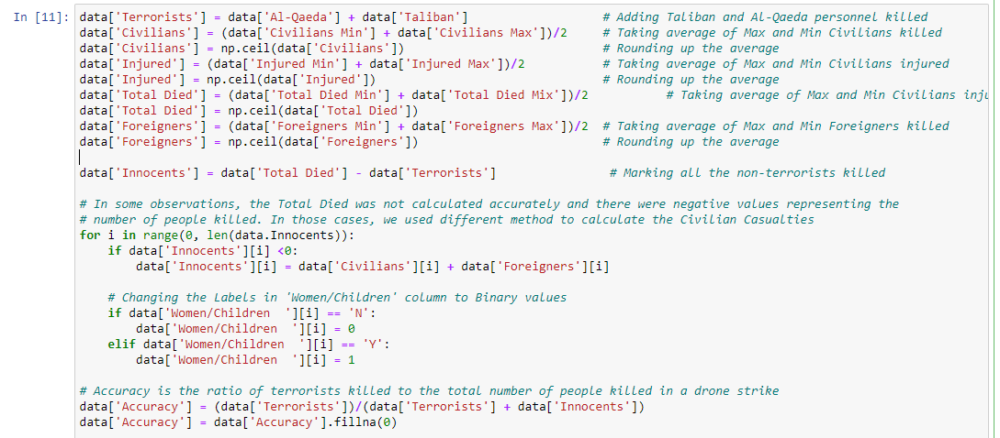 In [11]: data['Terrorists'] = data['Al-Qaeda'] + data['Taliban'] # Adding Taliban and Al-Qaeda personnel killed
data['Civilians'] = (data['Civilians Min'] + data['Civilians Max'])/2 # Taking average of Max and Min Civilians killed
data['Civilians'] = np.ceil(data['Civilians']) # Rounding up the average
data['Injured'] = (data['Injured Min'] + data['Injured Max'])/2 # Taking average of Max and Min Civilians injured
data['Injured'] = np.ceil(data['Injured']) # Rounding up the average
data['Total Died'] = (data['Total Died Min'] + data['Total Died Mix'])/2 # Taking average of Max and Min Civilians inju
data['Total Died'] = np.ceil(data['Total Died'])
data['Foreigners'] = (data['Foreigners Min'] + data['Foreigners Max'])/2 # Taking average of Max and Min Foreigners killed
data['Foreigners'] = np.ceil(data['Foreigners']) # Rounding up the average
data['Innocents'] = data['Total Died'] - data['Terrorists'] # Marking all the non-terrorists killed
# In some observations, the Total Died was not calculated accurately and there were negative values representing the
# number of people killed. In those cases, we used different method to calculate the Civilian Casualties
for i in range(0, len(data.Innocents)):
    if data['Innocents'][i] <0:
        data['Innocents'][i] = data['Civilians'][i] + data['Foreigners'][i]
    # Changing the Labels in 'Women/Children' column to Binary values
    if data['Women/Children  '][i] == 'N':
        data['Women/Children  '][i] = 0
    elif data['Women/Children  '][i] == 'Y':
        data['Women/Children  '][i] = 1
# Accuracy is the ratio of terrorists killed to the total number of people killed in a drone strike
data['Accuracy'] = (data['Terrorists'])/(data['Terrorists'] + data['Innocents'])
data['Accuracy'] = data['Accuracy'].fillna(0)